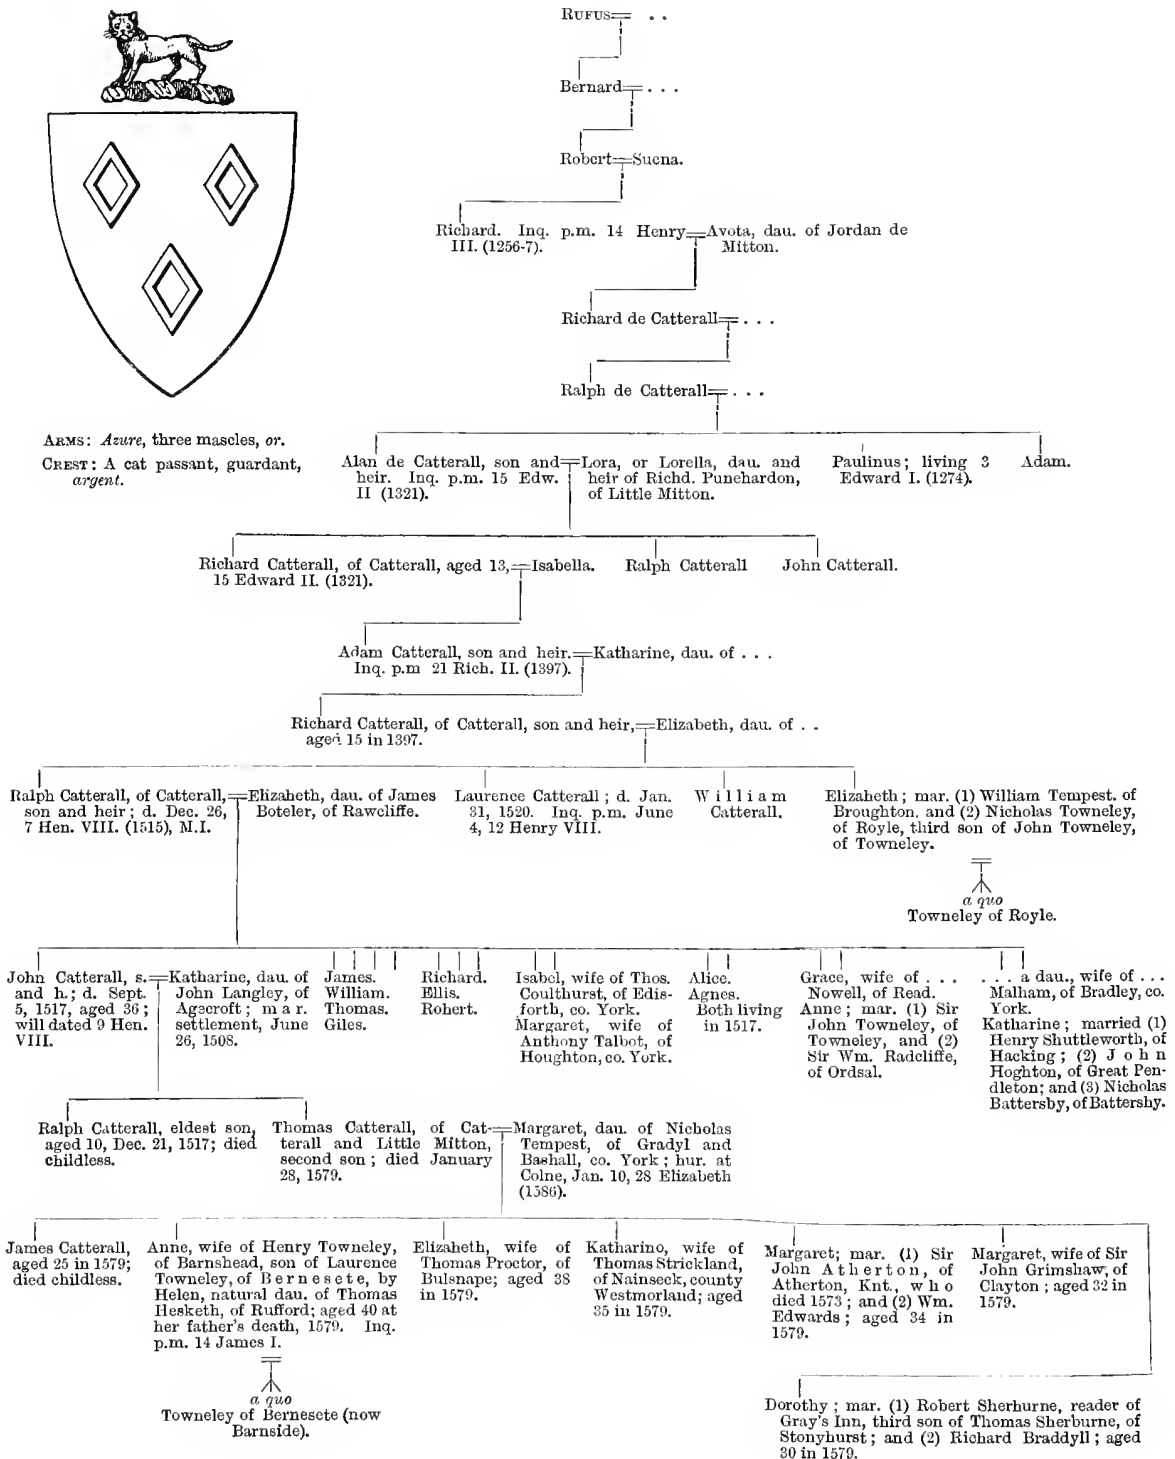 RUFUS= . .
Bernard= . . .
Robert=Suena.
Richard. Inq. p.m. 14 Henry=Avota, dau. of Jordan de
III. (1256-7). Mitton.
Richard de Catterall= . . .
Ralph de Catterall= . . .
ARMS: Azure, three mascles, or.
CREST: A cat passant, guardant,
argent.
Alan de Catterall, son and=
heir. Inq. p.m. 15 Edw.
II (1321).
Lora, or Lorella, dau. and
heir of Richd. Punehardon,
of Little Mitton.
Paulinus; living 3
Edward I. (1274).
Adam.
Richard Catterall, of Catterall, aged 13,=Isabella.
15 Edward II. (1321).
Ralph Catterall
John Catterall.
Adam Catterall, son and heir.=Katharine, dau. of . . .
Inq. p.m 21 Rich. II. (1397).
Richard Catterall, of Catterall, son and heir,=Elizabeth, dau. of . .
aged 15 in 1397.
Ralph Catterall, of Catterall,=
son and heir; d. Dec. 26,
7 Hen. VIII. (1515), M.I.
Elizabeth, dau. of James
Boteler, of Rawcliffe.
Laurence Catterall; d. Jan.
31, 1520. Inq. p.m. June
4, 12 Henry VIII.
William
Catterall.
Elizabeth; mar. (1) William Tempest. of
Broughton, and (2) Nicholas Towneley,
of Royle, third son of John Towneley,
of Towneley.
a quo
Towneley of Royle.
John Catterall, s.=
and h.; d. Sept.
5, 1517, aged 36;
will dated 9 Hen.
VIII.
Katharine, dau. of
John Langley, of
Agecroft; mar.
settlement, June
26, 1508.
James.
William.
Thomas.
Giles.
Richard.
Ellis.
Robert.
Isabel, wife of Thos.
Coulthurst, of Edis-
forth, co. York.
Margaret, wife of
Anthony Talbot, of
Houghton, co. York.
Alice.
Agnes.
Both living
in 1517.
Grace, wife of . . .
Nowell, of Read.
Anne; mar. (1) Sir
John Towneley, of
Towneley, and (2)
Sir Wm. Radcliffe,
of Ordsal.
. . . a dau., wife of . . .
Malham, of Bradley, co.
York.
Katharine; married (1)
Henry Shuttleworth, of
Hacking; (2) John
Hoghton, of Great Pen-
dleton; and (3) Nicholas
Battersby, of Battershy.
Ralph Catterall, eldest son,
aged 10, Dec. 21, 1517; died
childless.
Thomas Catterall, of Cat-=
terall and Little Mitton,
second son; died January
28, 1579.
Margaret, dau. of Nicholas
Tempest, of Gradyl and
Bashall, co. York; hur. at
Colne, Jan. 10, 28 Elizabeth
(1586).
James Catterall,
aged 25 in 1579;
died childless.
Anne, wife of Henry Towneley,
of Barnshead, son of Laurence
Towneley, of Bernesete, by
Helen, natural dau. of Thomas
Hesketh, of Rufford; aged 40 at
her father's death, 1579. Inq.
p.m. 14 James I.
a quo
Towneley of Bernesete (now
Barnside).
Elizabeth, wife of
Thomas Proctor, of
Bulsnape; aged 38
in 1579.
Katharino, wife of
Thomas Strickland,
of Nainseck, county
Westmorland; aged
35 in 1579.
Margaret; mar. (1) Sir
John Atherton, of
Atherton, Knt., who
died 1573; and (2) Wm.
Edwards; aged 34 in
1579.
Margaret, wife of Sir
John Grimshaw, of
Clayton; aged 32 in
1579.
Dorothy; mar. (1) Robert Sherhurne, reader of
Gray's Inn, third son of Thomas Sherburne, of
Stonyhurst; and (2) Richard Braddyll; aged
30 in 1579.